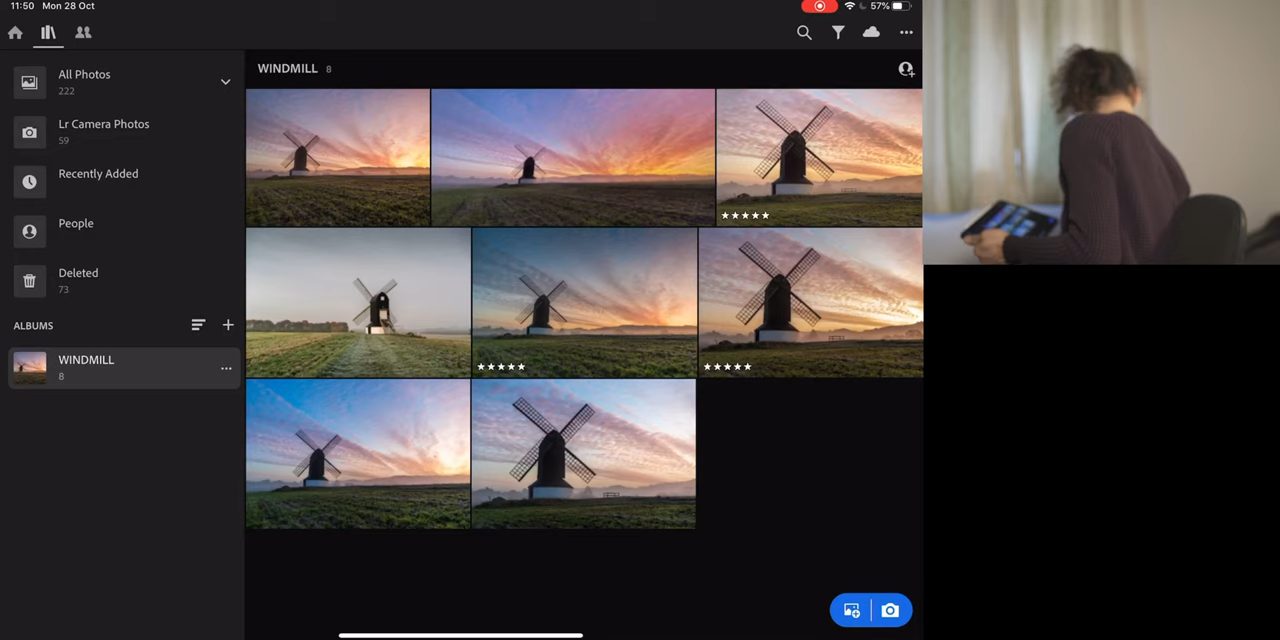 11:50 Mon 28 Oct
57%
All Photos
222
WINDMILL 8
Lr Camera Photos
59
Recently Added
People
Deleted
73
ALBUMS
WINDMILL
8